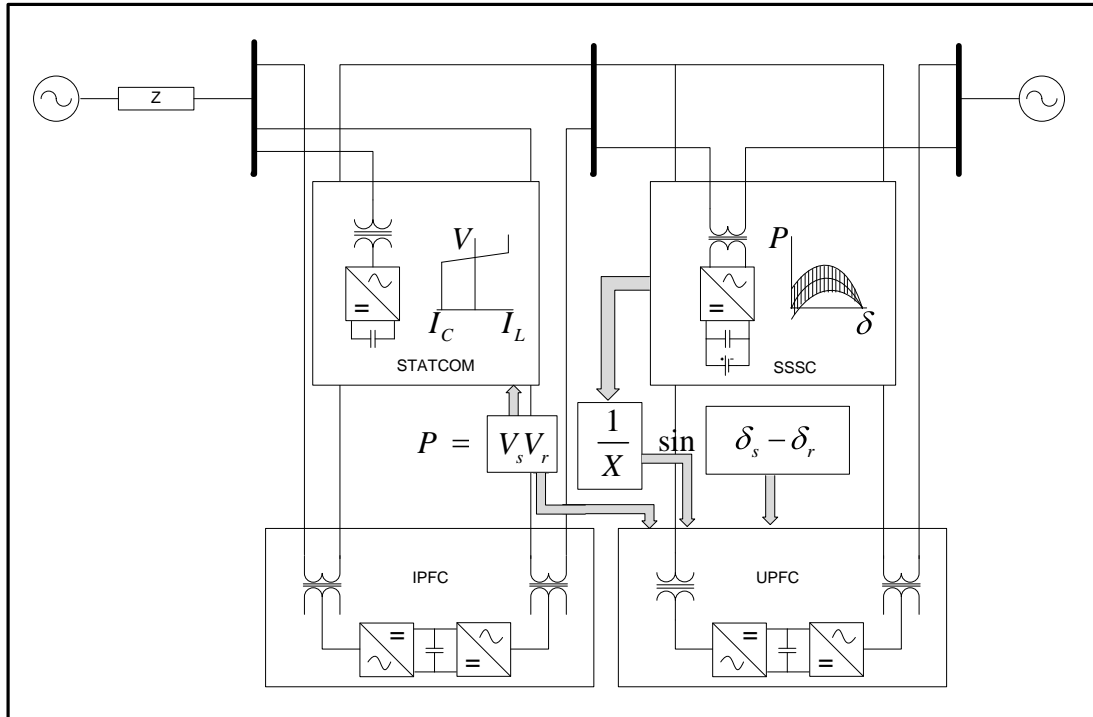 Z
V
I_C
I_L
STATCOM
P
δ
SSSC
P = V_s V_r 1/X sin δ_s − δ_r
IPFC
UPFC